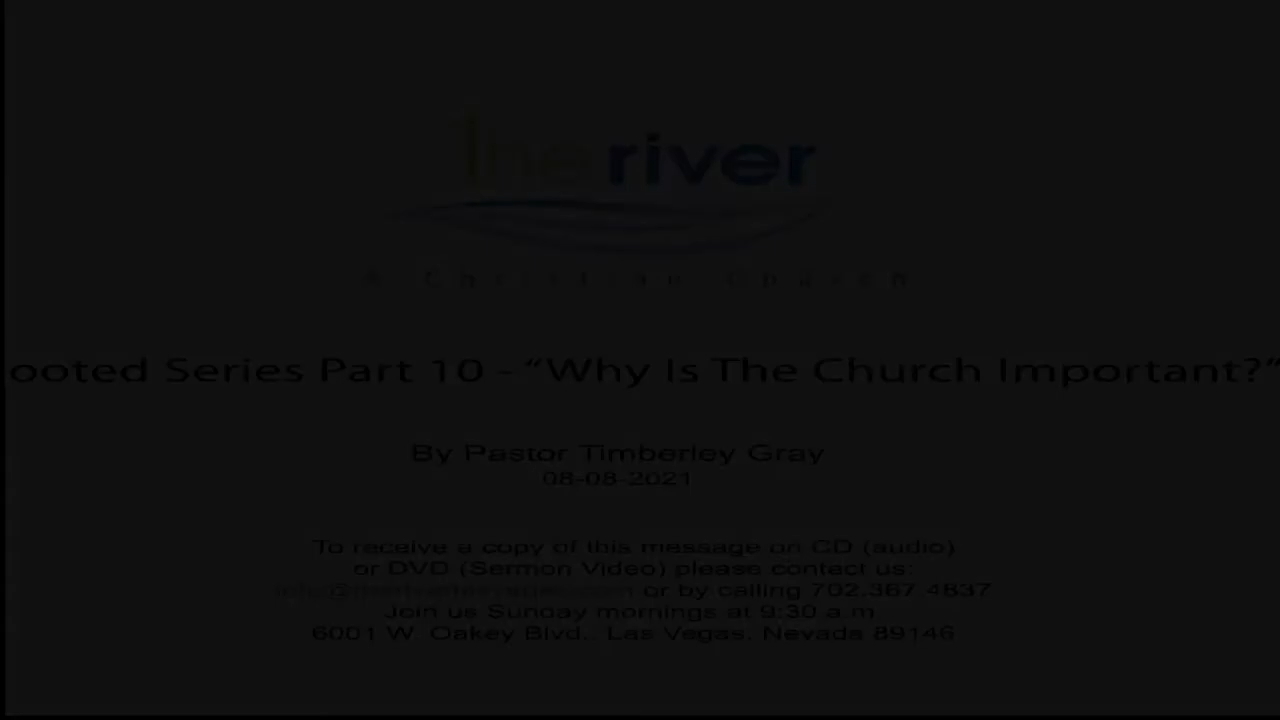 the river
A Christian Church
ooted Series Part 10 - “Why Is The Church Important?“
By Pastor Timberley Gray
08-08-2021
To receive a copy of this message on CD (audio)
or DVD (Sermon Video) please contact us:
or by calling 702.367.4837
Join us Sunday mornings at 9:30 a.m.
6001 W. Oakey Blvd., Las Vegas, Nevada 89146